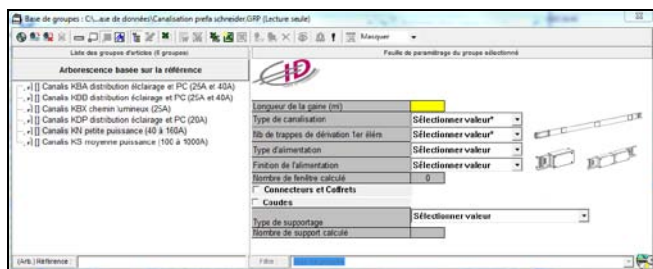 Base de groupes : C:\...ase de données\Canalisation prefa schneider.GRP (Lecture seule)
Masquer
Liste des groupes d'articles (6 groupes)
Feuille de paramétrage du groupe sélectionné
Arborescence basée sur la référence
[] Canalis KBA distribution éclairage et PC (25A et 40A)
[] Canalis KDD distribution éclairage et PC (25A et 40A)
[] Canalis KBX chemin lumineux (25A)
[] Canalis KDP distribution éclairage et PC (20A)
[] Canalis KN petite puissance (40 à 160A)
[] Canalis KS moyenne puissance (100 à 1000A)
Longueur de la gaine (ml)
Type de canalisation Sélectionner valeur*
Nb de trappes de dérivation 1er élém Sélectionner valeur*
Type d'alimentation Sélectionner valeur
Finition de l'alimentation Sélectionner valeur
Nombre de fenêtre calculé 0
Connecteurs et Coffrets
Coudes
Type de supportage Sélectionner valeur
Nombre de support calculé
(Arb.) Référence :
Filtre :